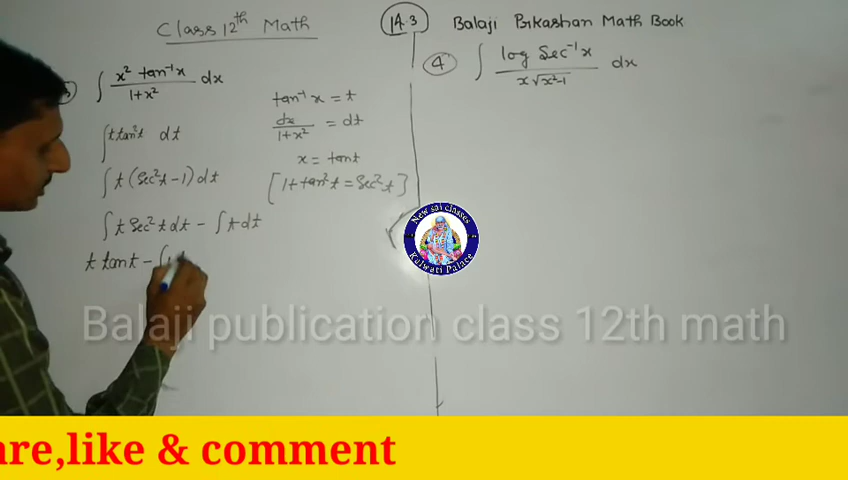 Class 12th Math
∫ x² tan⁻¹x / 1+x² dx
∫ t tan²t dt
∫ t (Sec²t - 1) dt
∫ t Sec²t dt - ∫ t dt
t tant - ∫
tan⁻¹x = t
dx / 1+x² = dt
x = tant
[1 + tan²t = Sec²t]
14.3 Balaji Prkashan Math Book
4 ∫ log Sec⁻¹x / x√x²-1 dx
New sai classes
Kalwati Palace
Balaji publication class 12th math
are,like & comment